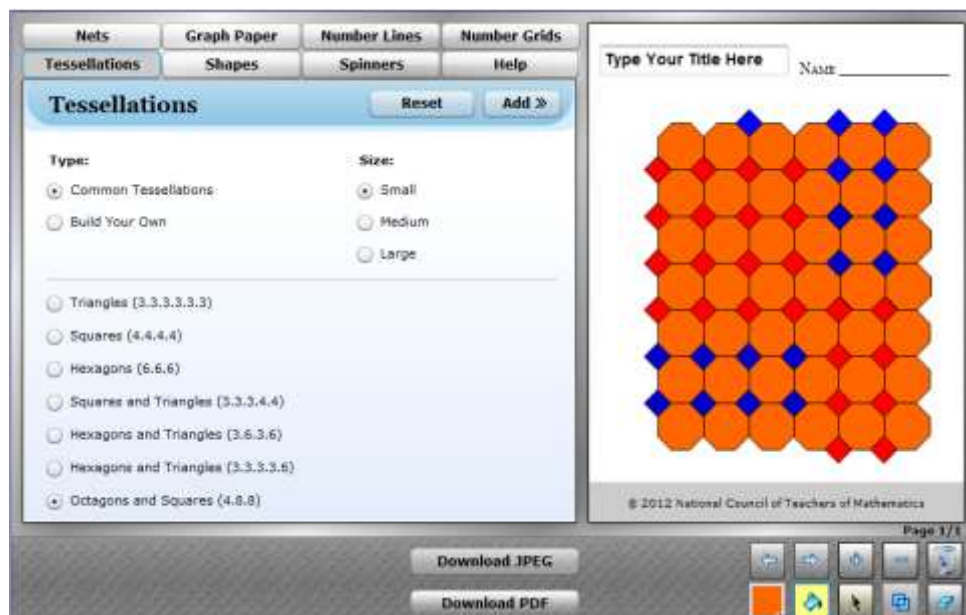 Nets Graph Paper Number Lines Number Grids
Tessellations Shapes Spinners Help
Tessellations Reset Add »
Type: Size:
Common Tessellations Small
Build Your Own Medium
Large
Triangles (3.3.3.3.3.3)
Squares (4.4.4.4)
Hexagons (6.6.6)
Squares and Triangles (3.3.3.4.4)
Hexagons and Triangles (3.6.3.6)
Hexagons and Triangles (3.3.3.3.6)
Octagons and Squares (4.8.8)
Type Your Title Here
NAME
© 2012 National Council of Teachers of Mathematics
Page 1/1
Download JPEG
Download PDF